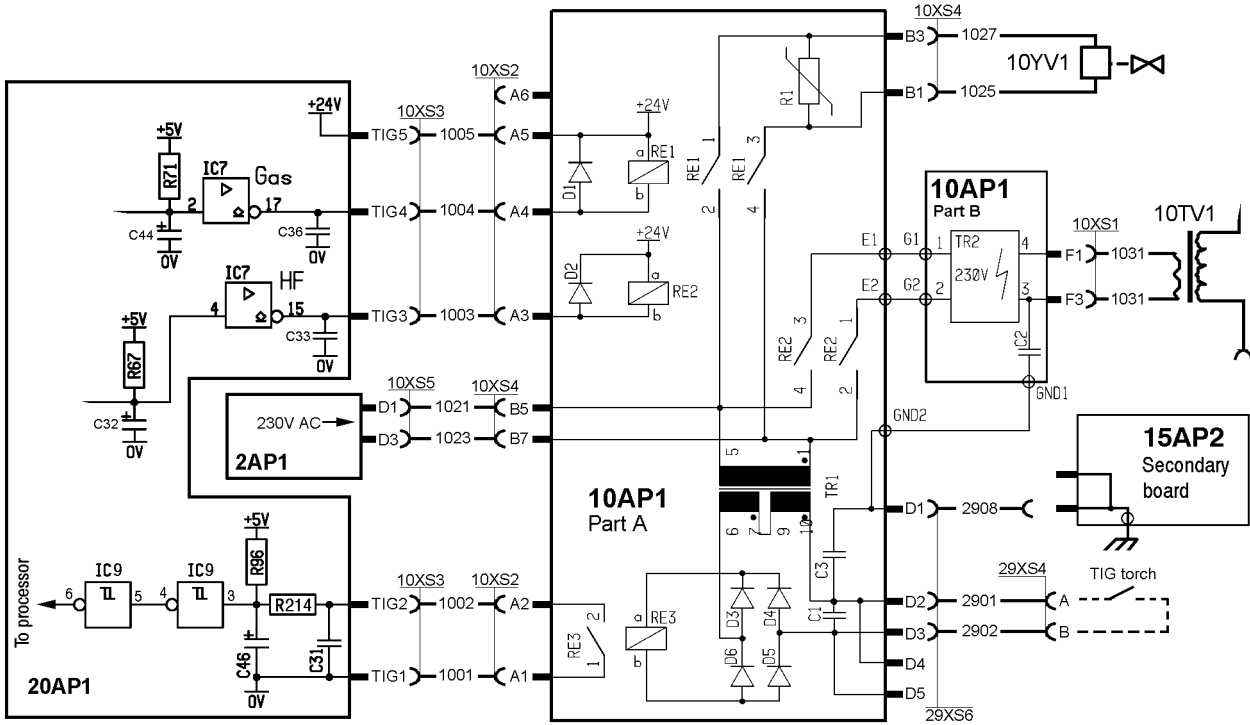 10XS4
B3
1027
10YV1
B1
1025
10XS2
A6
+24V
10XS3
TIG5
1005
A5
+24V
+5V
R71
IC7
Gas
2
17
C44
0V
C36
0V
TIG4
1004
A4
D1
a
RE1
b
R1
1
RE1
2
3
RE1
4
+24V
D2
a
RE2
b
IC7
HF
4
15
C33
0V
TIG3
1003
A3
+5V
R67
C32
0V
E1
E2
3
RE2
4
1
RE2
2
10AP1
Part B
G1
1
TR2
4
230V
G2
2
3
C2
GND1
GND2
F1
10XS1
1031
F3
1031
10TV1
10XS5
10XS4
D1
1021
B5
230V AC
D3
1023
B7
2AP1
10AP1
Part A
5
1
TR1
6
7
9
10
15AP2
Secondary
board
D1
2908
C3
C1
29XS4
TIG torch
D2
2901
A
D3
2902
B
D4
D5
29XS6
+5V
R96
IC9
IC9
6
5
4
3
R214
C46
C31
0V
To processor
20AP1
10XS3
10XS2
TIG2
1002
A2
TIG1
1001
A1
2
RE3
1
a
RE3
b
D3
D4
D6
D5